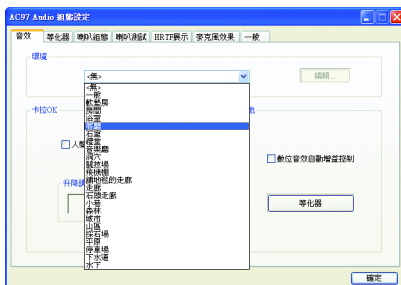 AC97 Audio 組態設定
音效 等化器 喇叭組態 喇叭測試 HRTF展示 麥克風效果 一般
環境
<無>
編輯...
<無>
一般
軟墊房
房間
浴室
客廳
石室
禮堂
音樂廳
洞穴
競技場
飛機棚
鋪地毯的走廊
走廊
石頭走廊
小巷
森林
城市
山區
採石場
平原
停車場
下水道
水下
卡拉OK
他
人聲
數位音效自動增益控制
升降調
等化器
確定